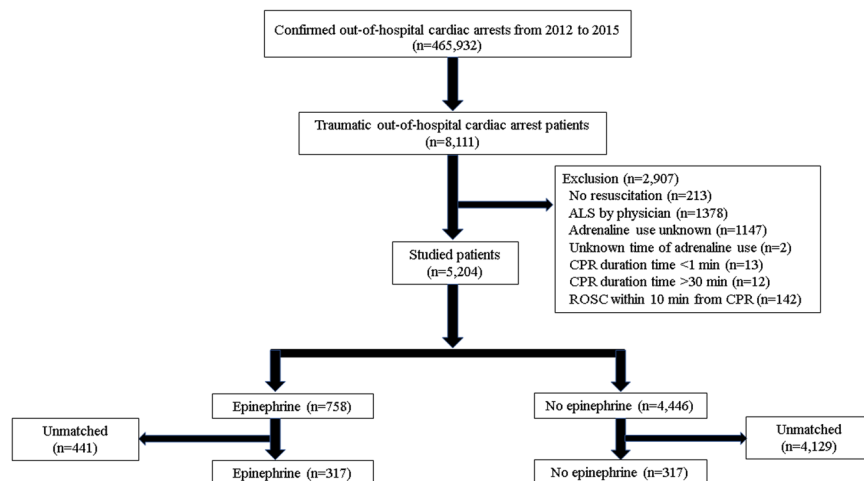 Confirmed out-of-hospital cardiac arrests from 2012 to 2015
(n=465,932)
Traumatic out-of-hospital cardiac arrest patients
(n=8,111)
Exclusion (n=2,907)
No resuscitation (n=213)
ALS by physician (n=1378)
Adrenaline use unknown (n=1147)
Unknown time of adrenaline use (n=2)
CPR duration time <1 min (n=13)
CPR duration time >30 min (n=12)
ROSC within 10 min from CPR (n=142)
Studied patients
(n=5,204)
Epinephrine (n=758)
No epinephrine (n=4,446)
Unmatched
(n=441)
Unmatched
(n=4,129)
Epinephrine (n=317)
No epinephrine (n=317)